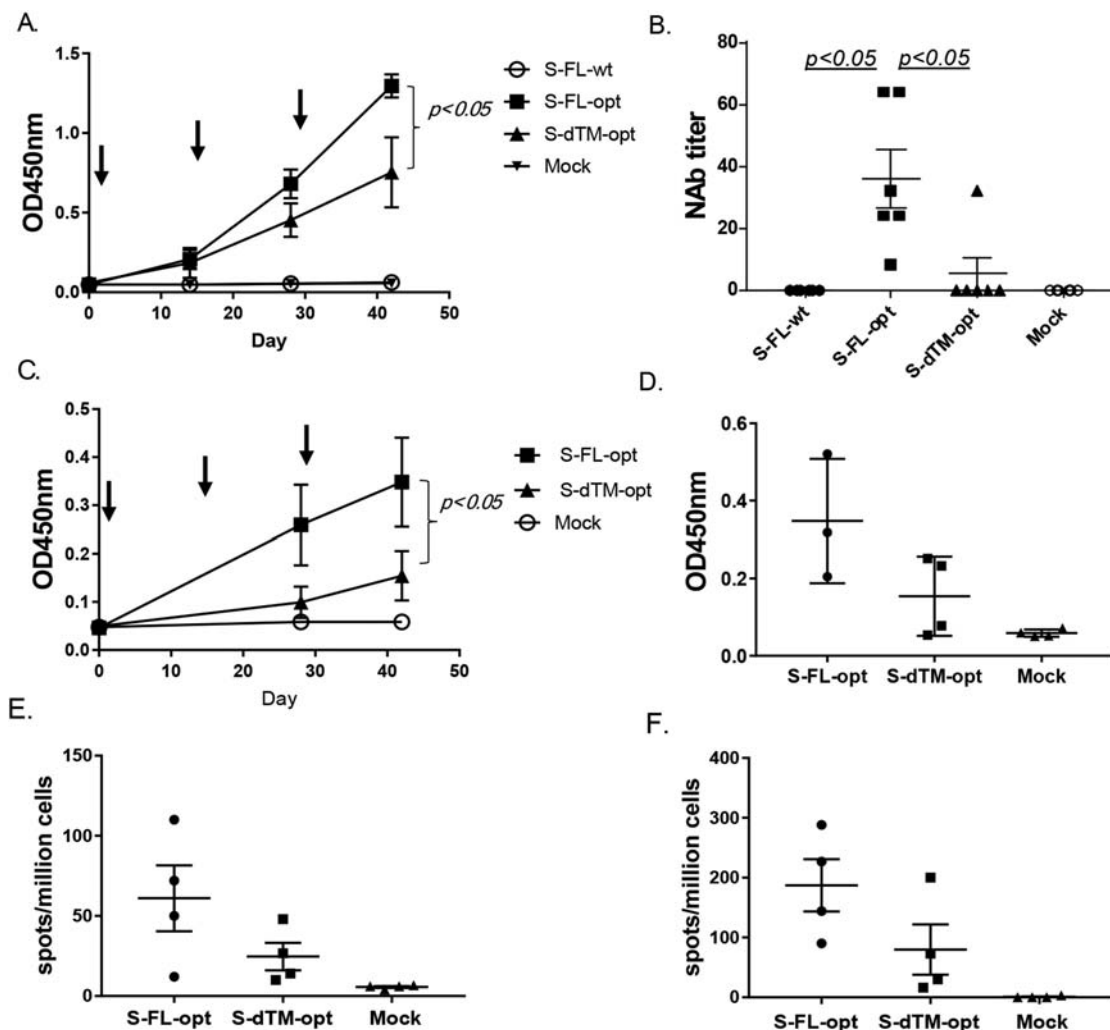 A.
OD450nm
1.5
1.0
0.5
0.0
0 10 20 30 40 50
Day
p<0.05
S-FL-wt
S-FL-opt
S-dTM-opt
Mock
B.
NAb titer
80
60
40
20
0
p<0.05 p<0.05
S-FL-wt
S-FL-opt
S-dTM-opt
Mock
C.
OD450nm
0.5
0.4
0.3
0.2
0.1
0.0
0 10 20 30 40 50
Day
p<0.05
S-FL-opt
S-dTM-opt
Mock
D.
OD450nm
0.6
0.4
0.2
0.0
S-FL-opt S-dTM-opt Mock
E.
spots/million cells
150
100
50
0
S-FL-opt S-dTM-opt Mock
F.
spots/million cells
400
300
200
100
0
S-FL-opt S-dTM-opt Mock